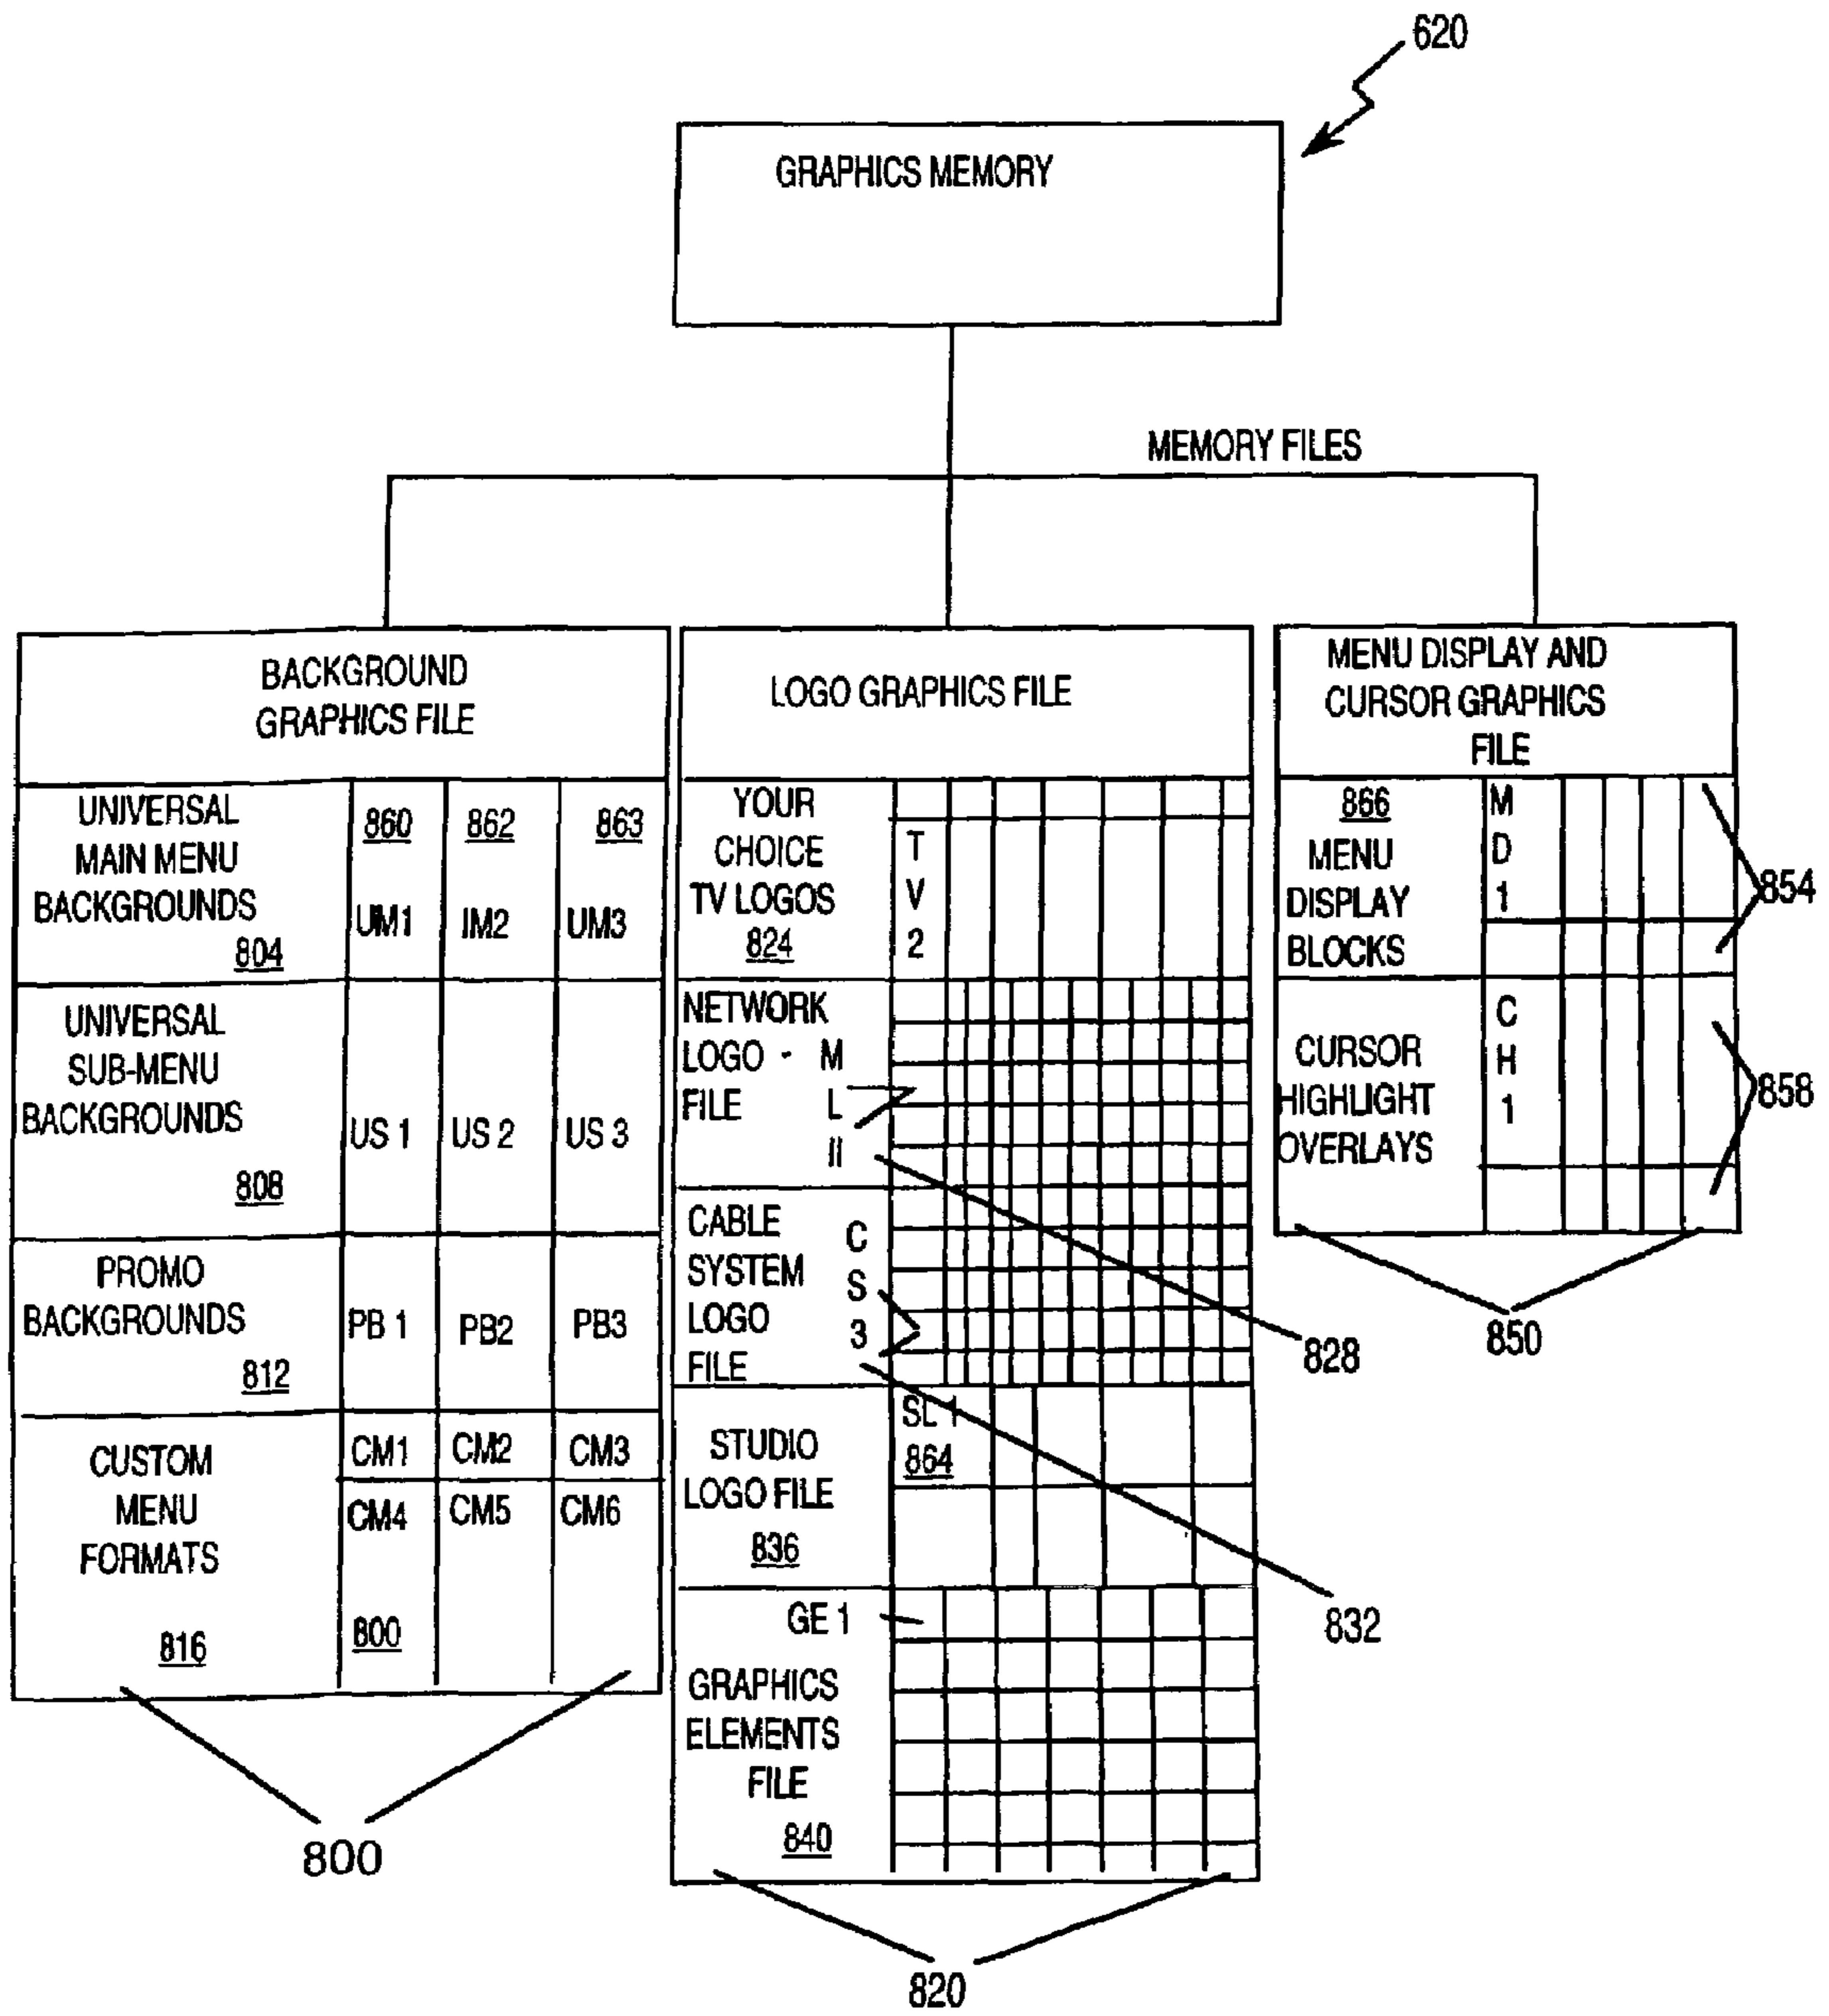 620
GRAPHICS MEMORY
MEMORY FILES
BACKGROUND
GRAPHICS FILE
UNIVERSAL
MAIN MENU
BACKGROUNDS
804
860
862
863
UM1
IM2
UM3
UNIVERSAL
SUB-MENU
BACKGROUNDS
808
US 1
US 2
US 3
PROMO
BACKGROUNDS
812
PB 1
PB2
PB3
CUSTOM
MENU
FORMATS
816
CM1
CM2
CM3
CM4
CM5
CM6
800
800
LOGO GRAPHICS FILE
YOUR
CHOICE
TV LOGOS
824
T
V
2
NETWORK
LOGO - M
FILE L
II
828
CABLE
SYSTEM
LOGO
FILE
C
S
3
832
STUDIO
LOGO FILE
836
SL 1
864
GE 1
GRAPHICS
ELEMENTS
FILE
840
820
MENU DISPLAY AND
CURSOR GRAPHICS
FILE
866
MENU
DISPLAY
BLOCKS
M
D
1
854
CURSOR
HIGHLIGHT
OVERLAYS
C
H
1
858
850